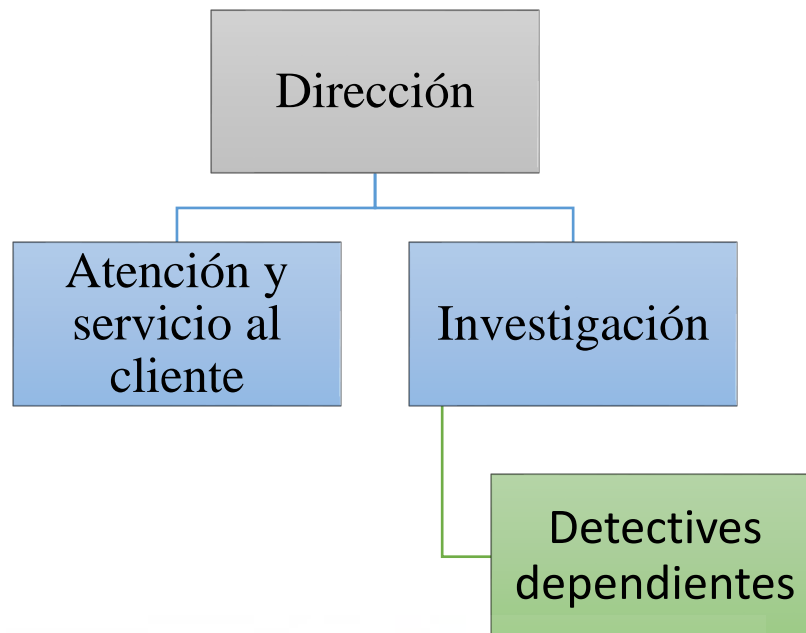 Dirección
Atención y
servicio al
cliente
Investigación
Detectives
dependientes